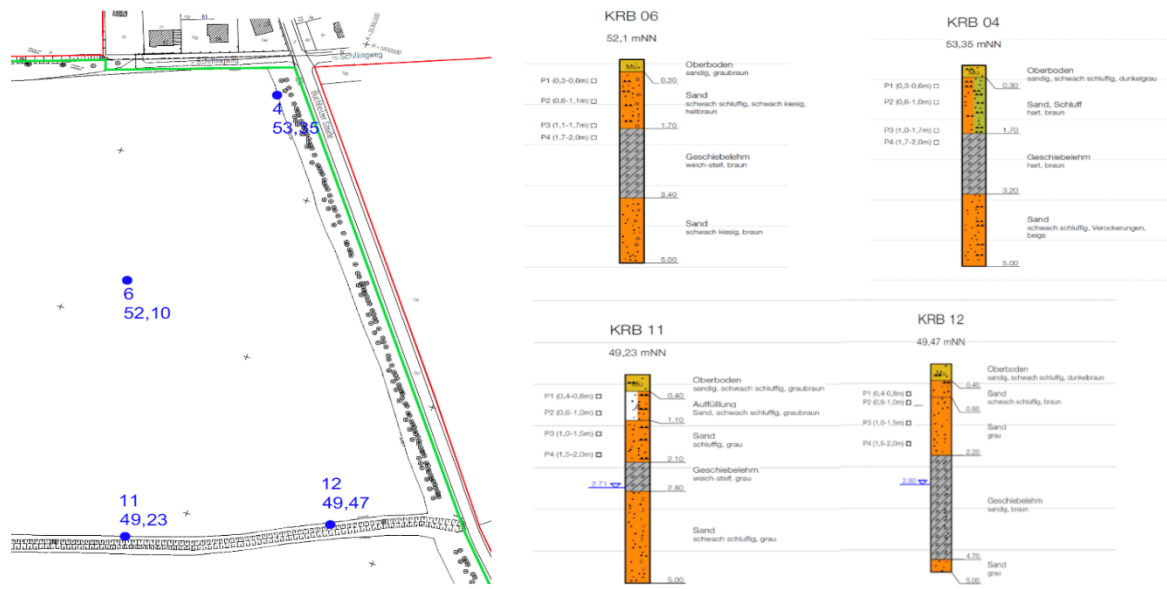 61
Schillingweg
Schillingweg
Buchholzer Straße
4
53,35
6
52,10
11
49,23
12
49,47
KRB 06
52,1 mNN
Mu
Oberboden
sandig, graubraun
P1 (0,3-0,6m)
0.30
Sand
schwach schluffig, schwach kiesig,
hellbraun
P2 (0,6-1,1m)
P3 (1,1-1,7m)
1.70
P4 (1,7-2,0m)
Geschiebelehm
weich-steif, braun
3.40
Sand
schwach kiesig, braun
5.00
KRB 04
53,35 mNN
Mu
Oberboden
sandig, schwach schluffig, dunkelgrau
P1 (0,3-0,6m)
0.30
P2 (0,6-1,0m)
Sand, Schluff
hart, braun
P3 (1,0-1,7m)
1.70
P4 (1,7-2,0m)
Geschiebelehm
hart, braun
3.20
Sand
schwach schluffig, Verockerungen,
beige
5.00
KRB 11
49,23 mNN
Mu
Oberboden
sandig, schwach schluffig, graubraun
P1 (0,4-0,6m)
0.40
Auffüllung
Sand, schwach schluffig, graubraun
P2 (0,6-1,0m)
1.10
P3 (1,0-1,5m)
Sand
schluffig, grau
P4 (1,5-2,0m)
2.10
Geschiebelehm
weich-steif, grau
2.71
2.80
Sand
schwach schluffig, grau
5.00
KRB 12
49,47 mNN
Mu
Oberboden
sandig, schwach schluffig, dunkelbraun
0.40
P1 (0,4-0,8m)
Sand
schwach schluffig, braun
P2 (0,8-1,0m)
0.80
P3 (1,0-1,5m)
Sand
grau
P4 (1,5-2,0m)
2.20
2.90
Geschiebelehm
sandig, braun
4.70
Sand
grau
5.00